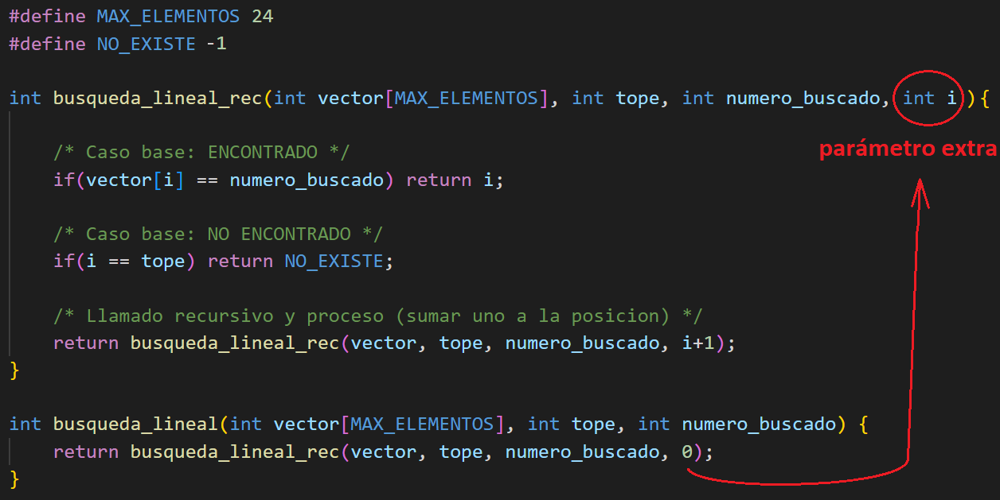 #define MAX_ELEMENTOS 24
#define NO_EXISTE -1
int busqueda_lineal_rec(int vector[MAX_ELEMENTOS], int tope, int numero_buscado, int i ){
parámetro extra
/* Caso base: ENCONTRADO */
if(vector[i] == numero_buscado) return i;
/* Caso base: NO ENCONTRADO */
if(i == tope) return NO_EXISTE;
/* Llamado recursivo y proceso (sumar uno a la posicion) */
return busqueda_lineal_rec(vector, tope, numero_buscado, i+1);
}
int busqueda_lineal(int vector[MAX_ELEMENTOS], int tope, int numero_buscado) {
return busqueda_lineal_rec(vector, tope, numero_buscado, 0);
}